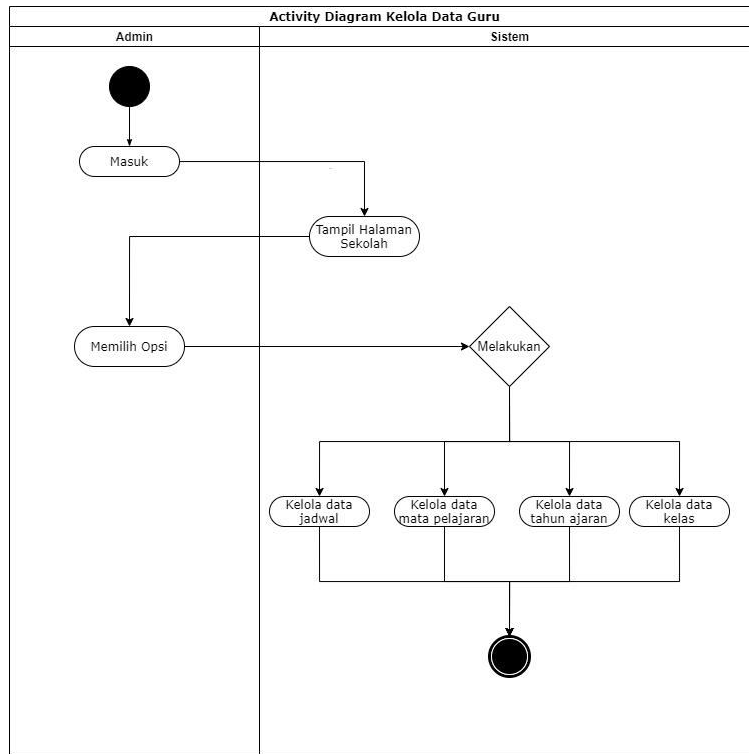 Activity Diagram Kelola Data Guru
Admin
Sistem
Masuk
Tampil Halaman
Sekolah
Memilih Opsi
Melakukan
Kelola data
jadwal
Kelola data
mata pelajaran
Kelola data
tahun ajaran
Kelola data
kelas